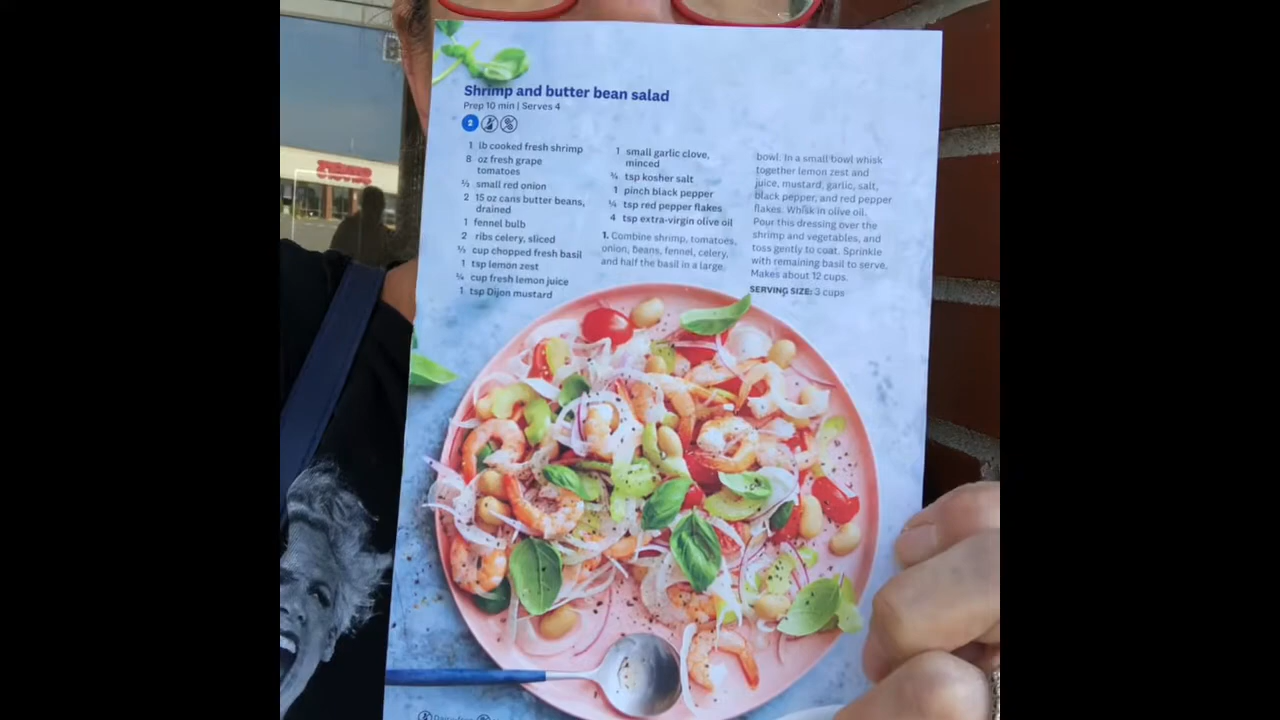 Shrimp and butter bean salad
Prep 10 min | Serves 4
2
1 lb cooked fresh shrimp
8 oz fresh grape
tomatoes
½ small red onion
2 15 oz cans butter beans,
drained
1 fennel bulb
2 ribs celery, sliced
cup chopped fresh basil
1 tsp lemon zest
¼ cup fresh lemon juice
1 tsp Dijon mustard
1 small garlic clove,
minced
tsp kosher salt
1 pinch black pepper
¼ tsp red pepper flakes
4 tsp extra-virgin olive oil
1. Combine shrimp, tomatoes,
onion, beans, fennel, celery,
and half the basil in a large
bowl. In a small bowl whisk
together lemon zest and
juice, mustard, garlic, salt,
black pepper, and red pepper
flakes. Whisk in olive oil.
Pour this dressing over the
shrimp and vegetables, and
toss gently to coat. Sprinkle
with remaining basil to serve.
Makes about 12 cups.
SERVING SIZE: 3 cups